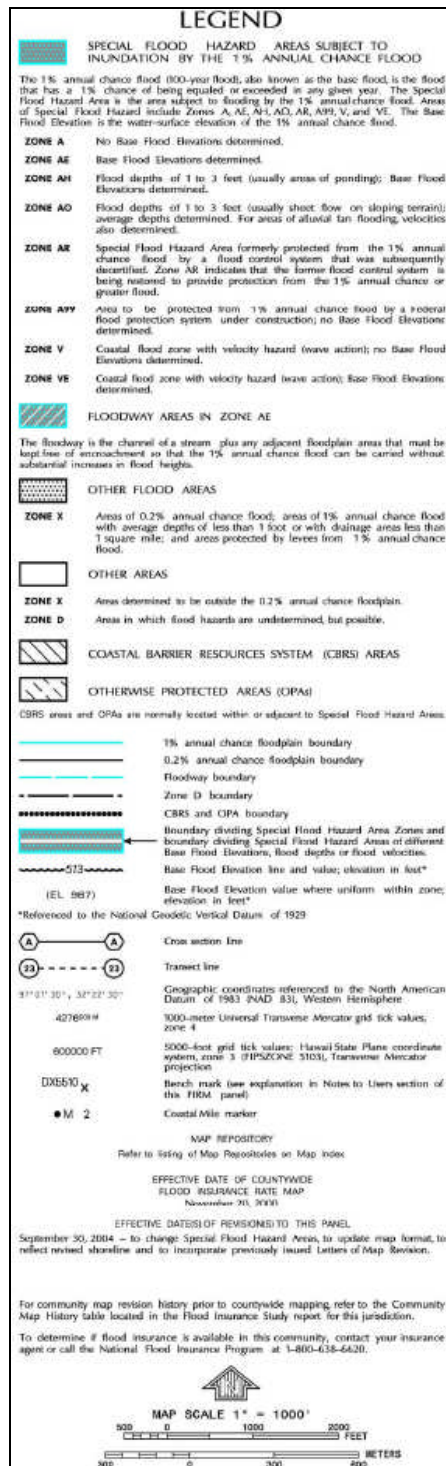 LEGEND
SPECIAL FLOOD HAZARD AREAS SUBJECT TO
INUNDATION BY THE 1% ANNUAL CHANCE FLOOD
The 1% annual chance flood (100-year flood), also known as the base flood, is the flood
that has a 1% chance of being equaled or exceeded in any given year. The Special
Flood Hazard Area is the area subject to flooding by the 1% annual chance flood. Areas
of Special Flood Hazard include Zones A, AE, AH, AO, AR, A99, V, and VE. The Base
Flood Elevation is the water-surface elevation of the 1% annual chance flood.
ZONE A No Base Flood Elevations determined.
ZONE AE Base Flood Elevations determined.
ZONE AH Flood depths of 1 to 3 feet (usually areas of ponding); Base Flood
Elevations determined.
ZONE AO Flood depths of 1 to 3 feet (usually sheet flow on sloping terrain);
average depths determined. For areas of alluvial fan flooding, velocities
also determined.
ZONE AR Special Flood Hazard Area formerly protected from the 1% annual
chance flood by a flood control system that was subsequently
decertified. Zone AR indicates that the former flood control system is
being restored to provide protection from the 1% annual chance or
greater flood.
ZONE A99 Area to be protected from 1% annual chance flood by a Federal
flood protection system under construction; no Base Flood Elevations
determined.
ZONE V Coastal flood zone with velocity hazard (wave action); no Base Flood
Elevations determined.
ZONE VE Coastal flood zone with velocity hazard (wave action); Base Flood Elevations
determined.
FLOODWAY AREAS IN ZONE AE
The floodway is the channel of a stream plus any adjacent floodplain areas that must be
kept free of encroachment so that the 1% annual chance flood can be carried without
substantial increases in flood heights.
OTHER FLOOD AREAS
ZONE X Areas of 0.2% annual chance flood; areas of 1% annual chance flood
with average depths of less than 1 foot or with drainage areas less than
1 square mile; and areas protected by levees from 1% annual chance
flood.
OTHER AREAS
ZONE X Areas determined to be outside the 0.2% annual chance floodplain.
ZONE D Areas in which flood hazards are undetermined, but possible.
COASTAL BARRIER RESOURCES SYSTEM (CBRS) AREAS
OTHERWISE PROTECTED AREAS (OPAs)
CBRS areas and OPAs are normally located within or adjacent to Special Flood Hazard Areas.
1% annual chance floodplain boundary
0.2% annual chance floodplain boundary
Floodway boundary
Zone D boundary
CBRS and OPA boundary
Boundary dividing Special Flood Hazard Area Zones and
boundary dividing Special Flood Hazard Areas of different
Base Flood Elevations, flood depths or flood velocities.
513 Base Flood Elevation line and value; elevation in feet*
(EL 987) Base Flood Elevation value where uniform within zone;
elevation in feet*
*Referenced to the National Geodetic Vertical Datum of 1929
A A Cross section line
23 23 Transect line
97°07'30", 32°22'30" Geographic coordinates referenced to the North American
Datum of 1983 (NAD 83), Western Hemisphere
4276 1000-meter Universal Transverse Mercator grid tick values,
zone 4
600000 FT 5000-foot grid tick values: Hawaii State Plane coordinate
system, zone 3 (FIPSZONE 5103), Transverse Mercator
projection
DX5510 X Bench mark (see explanation in Notes to Users section of
this FIRM panel)
●M 2 Coastal Mile marker
MAP REPOSITORY
Refer to listing of Map Repositories on Map Index
EFFECTIVE DATE OF COUNTYWIDE
FLOOD INSURANCE RATE MAP
November 20, 2000
EFFECTIVE DATE(S) OF REVISION(S) TO THIS PANEL
September 30, 2004 – to change Special Flood Hazard Areas, to update map format, to
reflect revised shoreline and to incorporate previously issued Letters of Map Revision.
For community map revision history prior to countywide mapping, refer to the Community
Map History table located in the Flood Insurance Study report for this jurisdiction.
To determine if flood insurance is available in this community, contact your insurance
agent or call the National Flood Insurance Program at 1-800-638-6620.
MAP SCALE 1" = 1000'
500 0 1000 2000
FEET
METERS
300 0 300 600